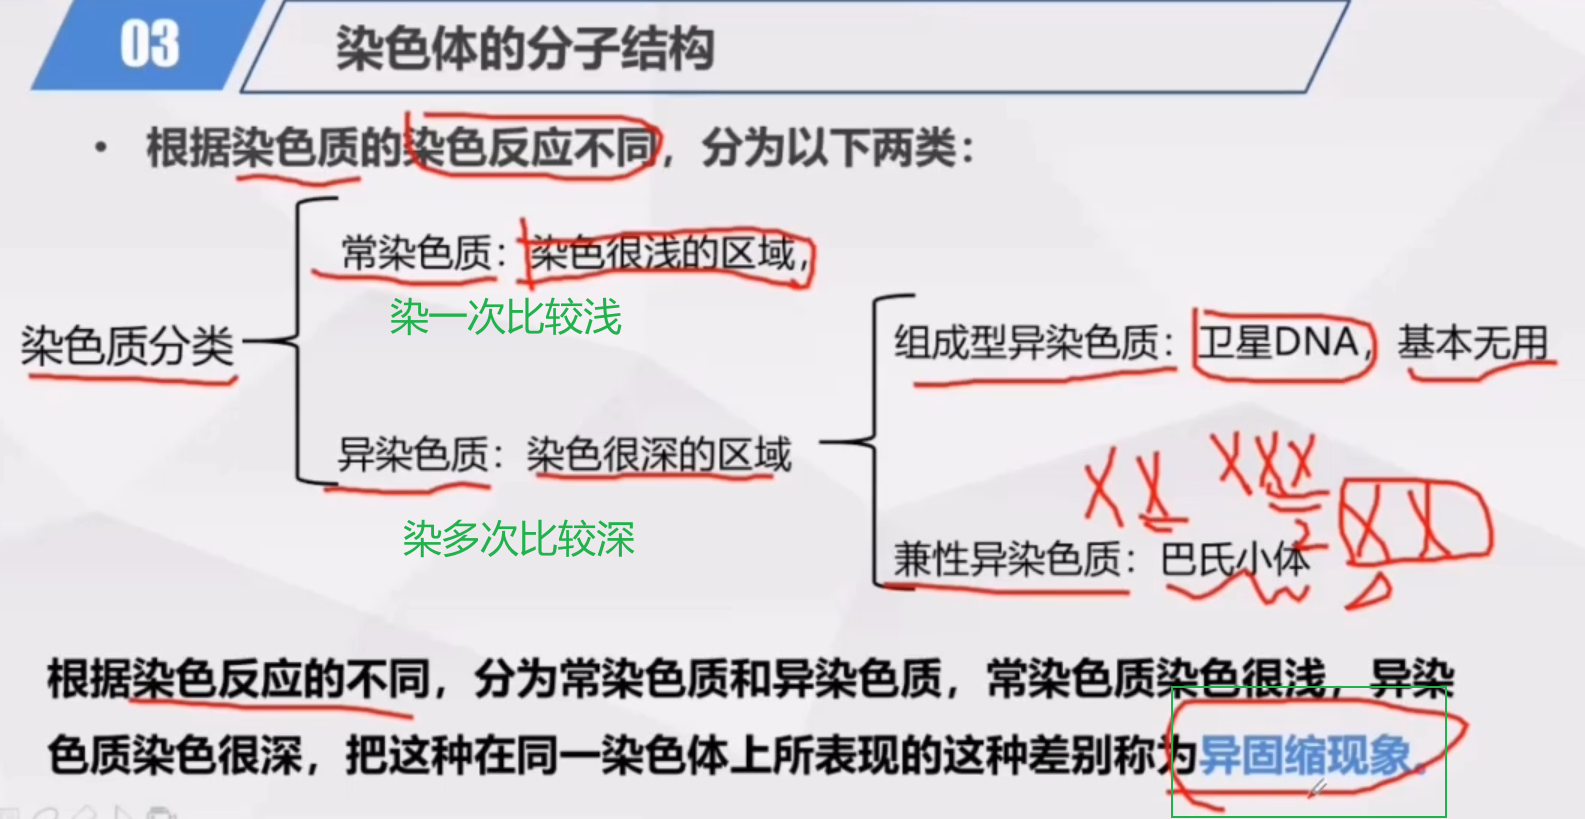 03
染色体的分子结构
• 根据染色质的染色反应不同，分为以下两类：
常染色质：染色很浅的区域，
染一次比较浅
染色质分类
组成型异染色质：卫星DNA，基本无用
异染色质：染色很深的区域
XX XXX
2 XX
染多次比较深
兼性异染色质：巴氏小体
根据染色反应的不同，分为常染色质和异染色质，常染色质染色很浅，异染
色质染色很深，把这种在同一染色体上所表现的这种差别称为异固缩现象。